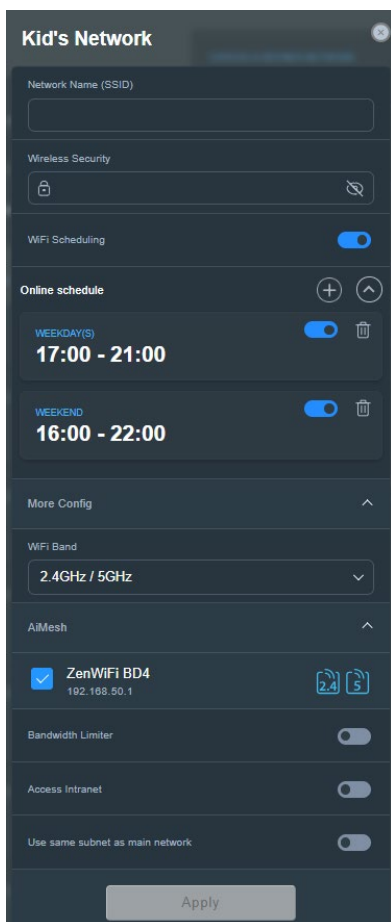 Kid's Network
Network Name (SSID)
Wireless Security
WiFi Scheduling
Online schedule
WEEKDAY(S)
17:00 - 21:00
WEEKEND
16:00 - 22:00
More Config
WiFi Band
2.4GHz / 5GHz
AiMesh
ZenWiFi BD4
192.168.50.1
2.4 5
Bandwidth Limiter
Access Intranet
Use same subnet as main network
Apply